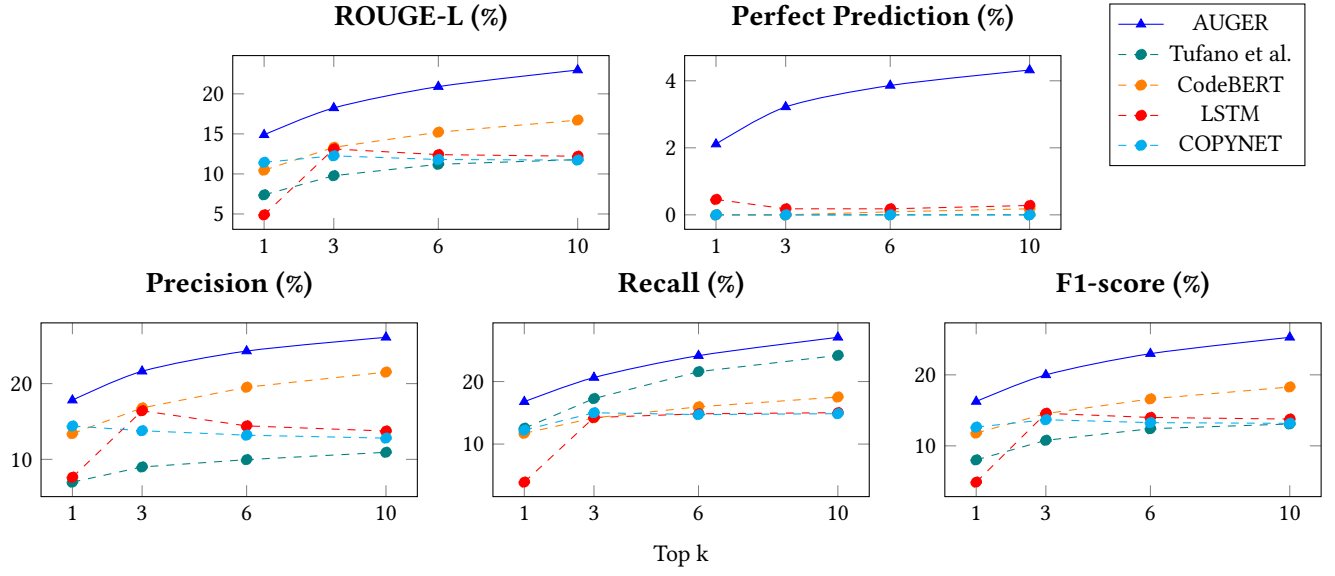 ROUGE-L (%)
20
15
10
5
1 3 6 10
Perfect Prediction (%)
4
2
0
1 3 6 10
AUGER
Tufano et al.
CodeBERT
LSTM
COPYNET
Precision (%)
20
10
1 3 6 10
Recall (%)
20
10
1 3 6 10
F1-score (%)
20
10
1 3 6 10
Top k